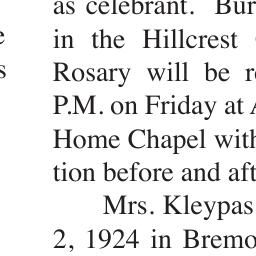 as celebrant. Bur
in the Hillcrest
Rosary will be r
P.M. on Friday at A
Home Chapel with
tion before and aft
Mrs. Kleypas
2, 1924 in Bremo